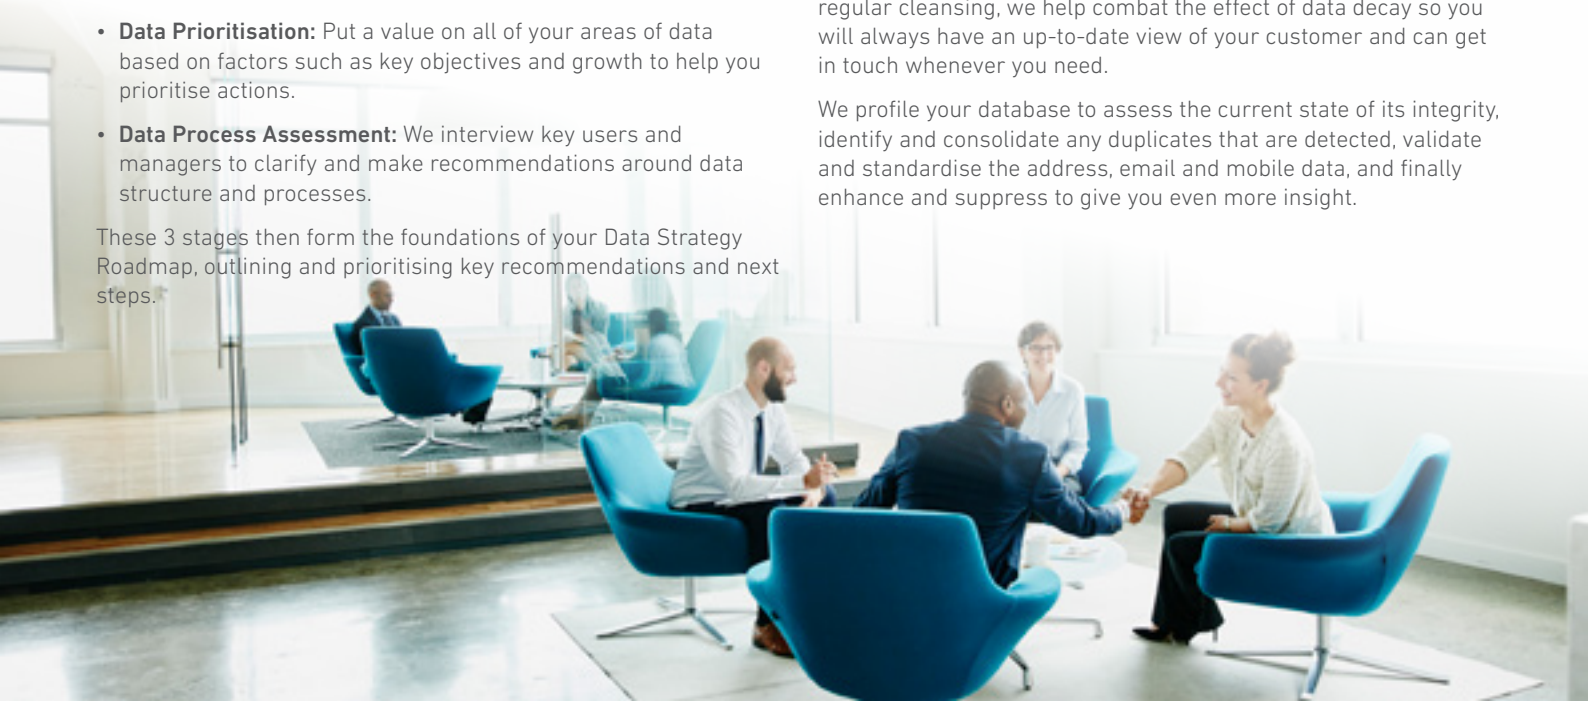 • Data Prioritisation: Put a value on all of your areas of data
based on factors such as key objectives and growth to help you
prioritise actions.
• Data Process Assessment: We interview key users and
managers to clarify and make recommendations around data
structure and processes.
These 3 stages then form the foundations of your Data Strategy
Roadmap, outlining and prioritising key recommendations and next
steps.
regular cleansing, we help combat the effect of data decay so you
will always have an up-to-date view of your customer and can get
in touch whenever you need.
We profile your database to assess the current state of its integrity,
identify and consolidate any duplicates that are detected, validate
and standardise the address, email and mobile data, and finally
enhance and suppress to give you even more insight.